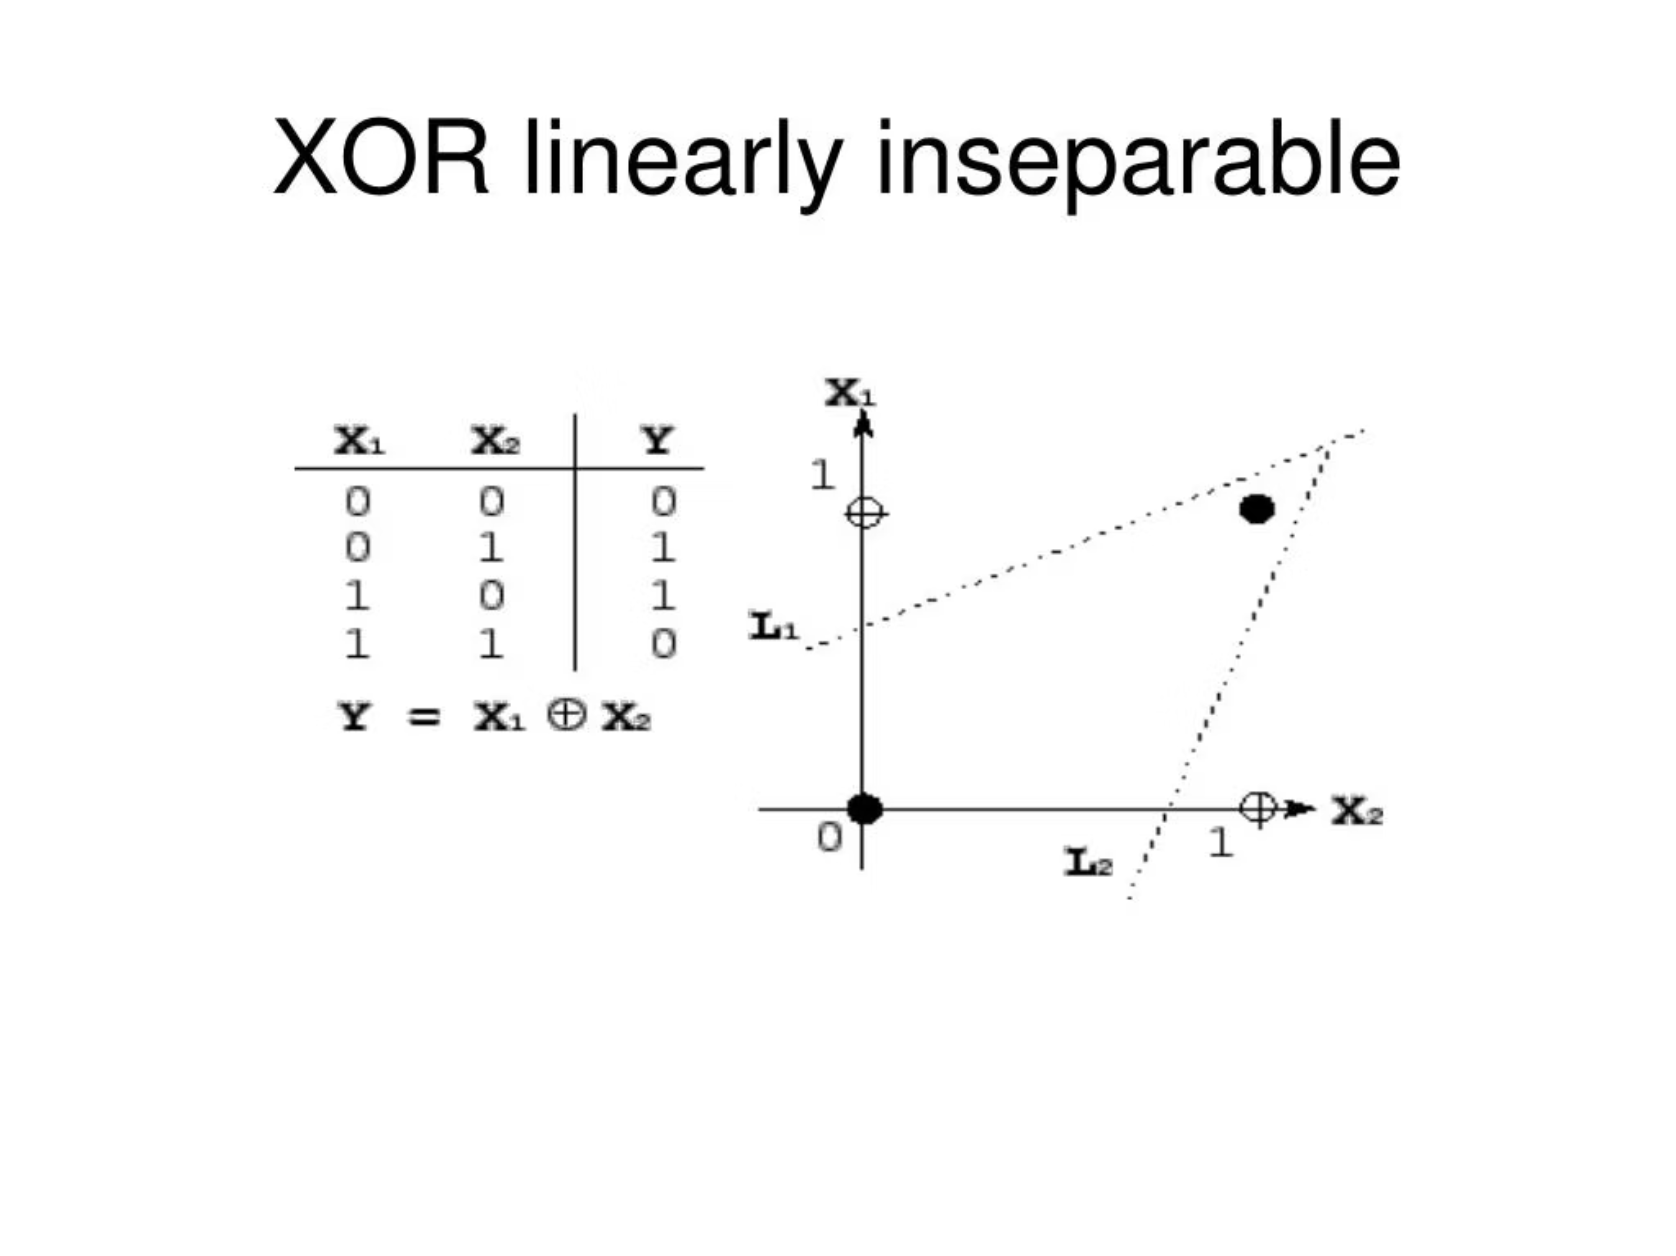 XOR linearly inseparable
X₁ X₂ Y
0 0 0
0 1 1
1 0 1
1 1 0
Y = X₁ ⊕ X₂
X₁
1
L₁
0
1
X₂
L₂